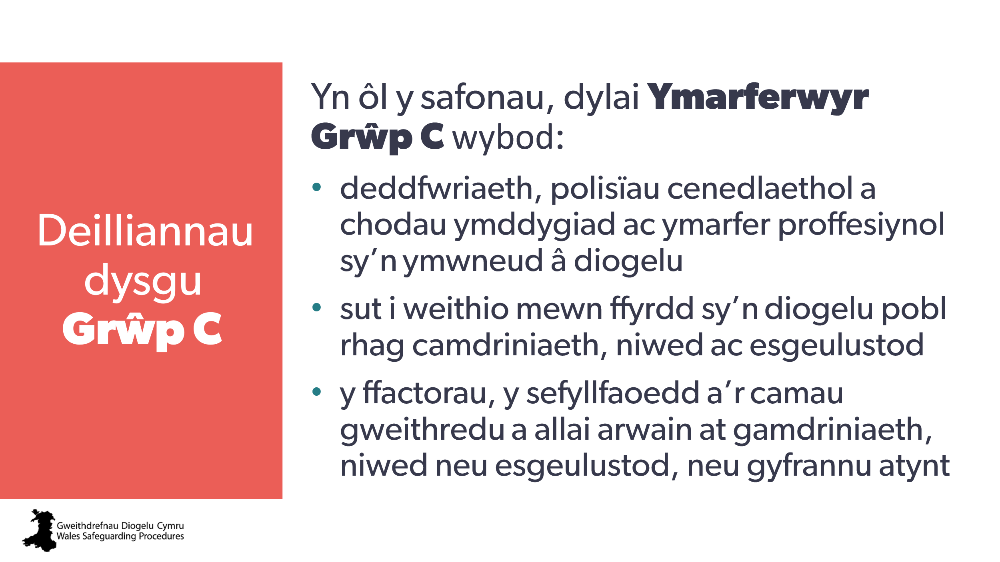 Deilliannau
dysgu
Grŵp C
Yn ôl y safonau, dylai Ymarferwyr
Grŵp C wybod:
• deddfwriaeth, polisïau cenedlaethol a
chodau ymddygiad ac ymarfer proffesiynol
sy’n ymwneud â diogelu
• sut i weithio mewn ffyrdd sy’n diogelu pobl
rhag camdriniaeth, niwed ac esgeulustod
• y ffactorau, y sefyllfaoedd a’r camau
gweithredu a allai arwain at gamdriniaeth,
niwed neu esgeulustod, neu gyfrannu atynt
Gweithdrefnau Diogelu Cymru
Wales Safeguarding Procedures